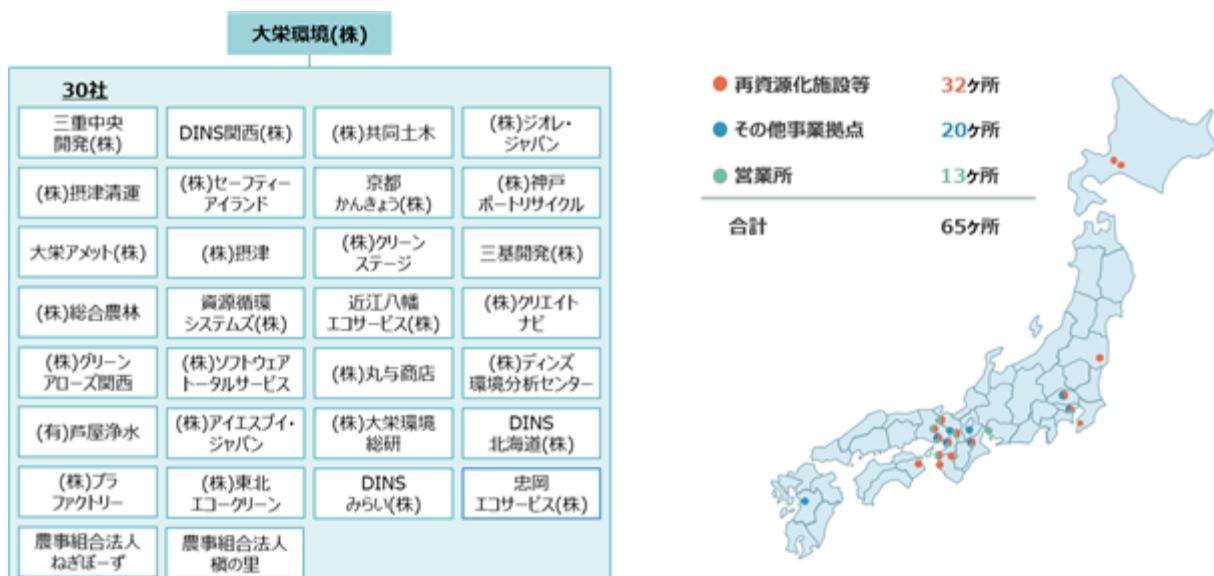 大栄環境(株)
30社
三重中央
開発(株)
DINS関西(株)
(株)共同土木
(株)ジオレ・
ジャパン
(株)摂津清運
(株)セーフティー
アイランド
京都
かんきょう(株)
(株)神戸
ポートリサイクル
大栄アメット(株)
(株)摂津
(株)クリーン
ステージ
三基開発(株)
(株)総合農林
資源循環
システムズ(株)
近江八幡
エコサービス(株)
(株)クリエイト
ナビ
(株)グリーン
アローズ関西
(株)ソフトウェア
トータルサービス
(株)丸与商店
(株)ディンズ
環境分析センター
(有)芦屋浄水
(株)アイエスブイ・
ジャパン
(株)大栄環境
総研
DINS
北海道(株)
(株)プラ
ファクトリー
(株)東北
エコークリーン
DINS
みらい(株)
忠岡
エコサービス(株)
農事組合法人
ねぎぼーず
農事組合法人
槇の里
再資源化施設等 32ヶ所
その他事業拠点 20ヶ所
営業所 13ヶ所
合計 65ヶ所